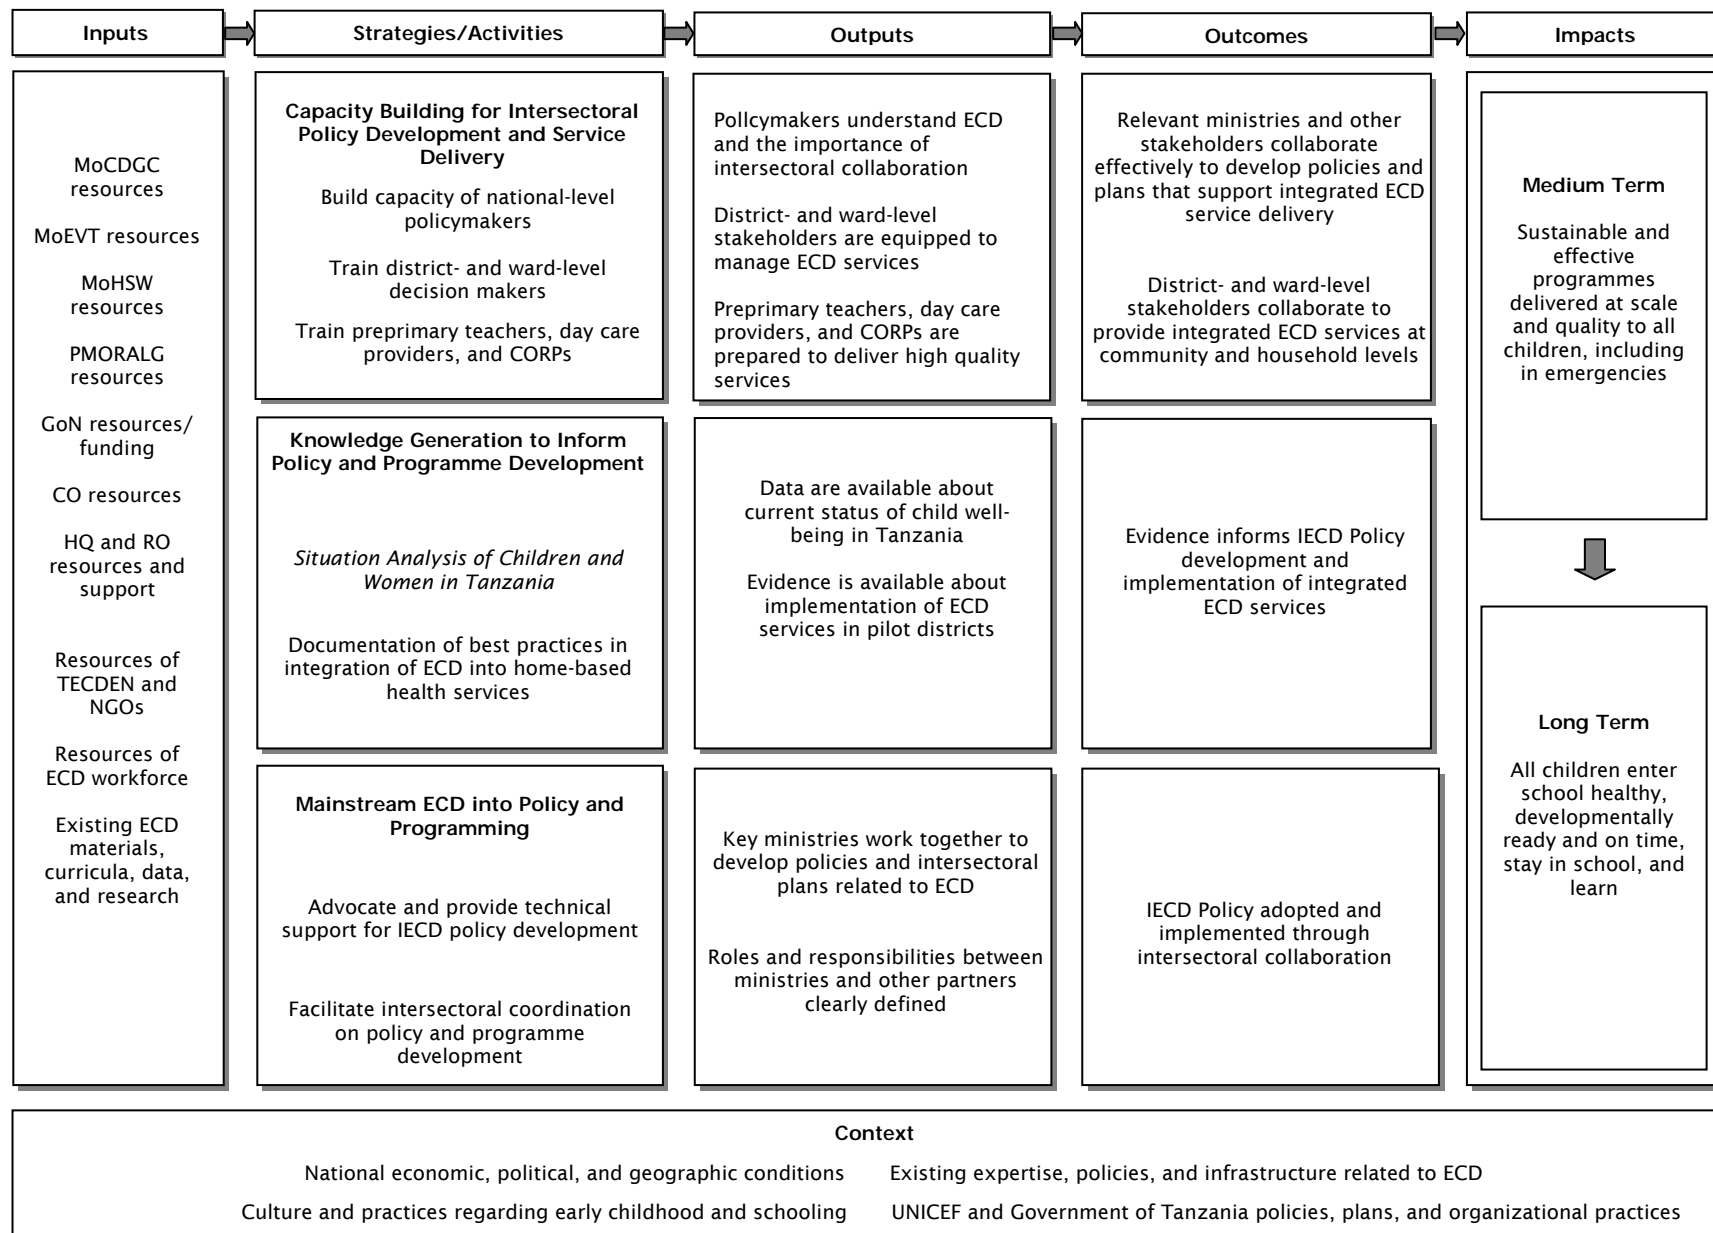 Inputs
Strategies/Activities
Outputs
Outcomes
Impacts
MoCDGC
resources
MoEVT resources
MoHSW
resources
PMORALG
resources
GoN resources/
funding
CO resources
HQ and RO
resources and
support
Resources of
TECDEN and
NGOs
Resources of
ECD workforce
Existing ECD
materials,
curricula, data,
and research
Capacity Building for Intersectoral
Policy Development and Service
Delivery
Build capacity of national-level
policymakers
Train district- and ward-level
decision makers
Train preprimary teachers, day care
providers, and CORPs
Knowledge Generation to Inform
Policy and Programme Development
Situation Analysis of Children and
Women in Tanzania
Documentation of best practices in
integration of ECD into home-based
health services
Mainstream ECD into Policy and
Programming
Advocate and provide technical
support for IECD policy development
Facilitate intersectoral coordination
on policy and programme
development
Pollcymakers understand ECD
and the importance of
intersectoral collaboration
District- and ward-level
stakeholders are equipped to
manage ECD services
Preprimary teachers, day care
providers, and CORPs are
prepared to deliver high quality
services
Data are available about
current status of child well-
being in Tanzania
Evidence is available about
implementation of ECD
services in pilot districts
Key ministries work together to
develop policies and intersectoral
plans related to ECD
Roles and responsibilities between
ministries and other partners
clearly defined
Relevant ministries and other
stakeholders collaborate
effectively to develop policies and
plans that support integrated ECD
service delivery
District- and ward-level
stakeholders collaborate to
provide integrated ECD services at
community and household levels
Evidence informs IECD Policy
development and
implementation of integrated
ECD services
IECD Policy adopted and
implemented through
intersectoral collaboration
Medium Term
Sustainable and
effective
programmes
delivered at scale
and quality to all
children, including
in emergencies
Long Term
All children enter
school healthy,
developmentally
ready and on time,
stay in school, and
learn
Context
National economic, political, and geographic conditions
Existing expertise, policies, and infrastructure related to ECD
Culture and practices regarding early childhood and schooling
UNICEF and Government of Tanzania policies, plans, and organizational practices